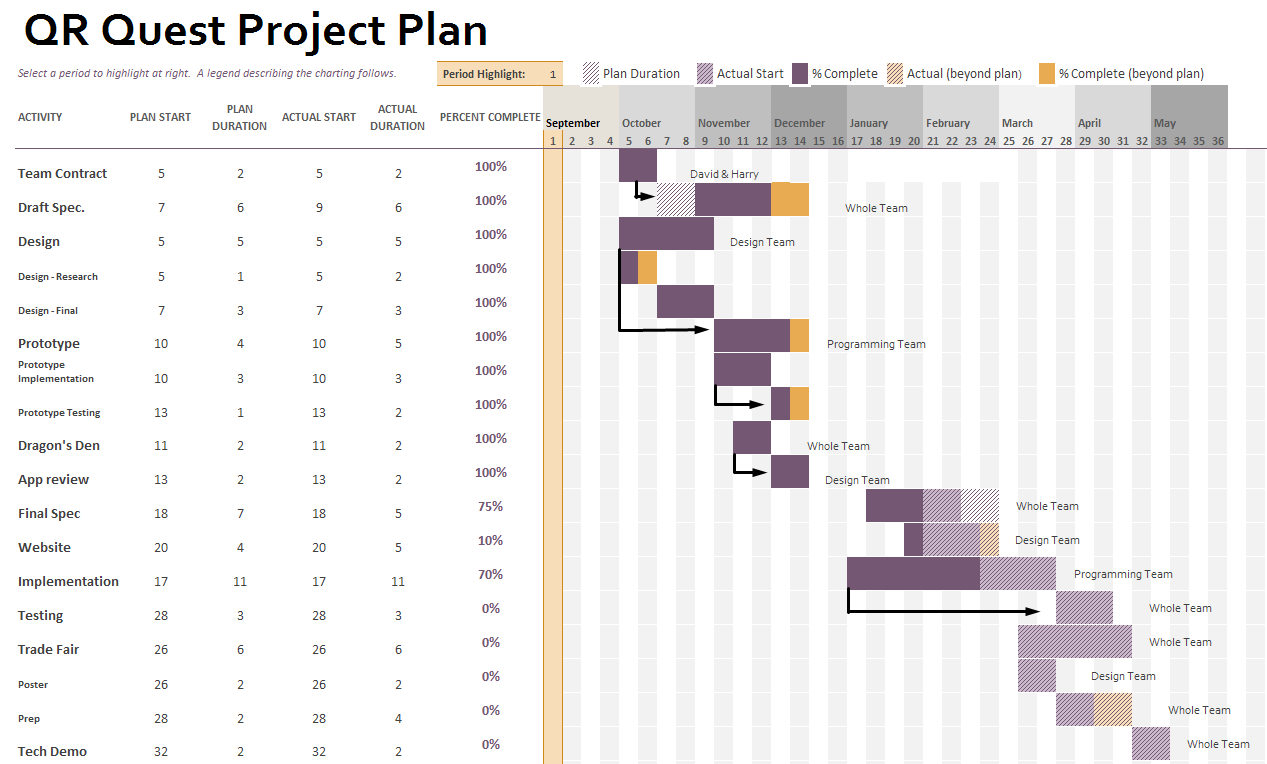 QR Quest Project Plan
Select a period to highlight at right.  A legend describing the charting follows.
Period Highlight: 1
Plan Duration Actual Start % Complete Actual (beyond plan) % Complete (beyond plan)
ACTIVITY PLAN START PLAN DURATION ACTUAL START ACTUAL DURATION PERCENT COMPLETE
September October November December January February March April May
1 2 3 4 5 6 7 8 9 10 11 12 13 14 15 16 17 18 19 20 21 22 23 24 25 26 27 28 29 30 31 32 33 34 35 36
Team Contract 5 2 5 2 100% David & Harry
Draft Spec. 7 6 9 6 100% Whole Team
Design 5 5 5 5 100% Design Team
Design - Research 5 1 5 2 100%
Design - Final 7 3 7 3 100%
Prototype 10 4 10 5 100% Programming Team
Prototype
Implementation 10 3 10 3 100%
Prototype Testing 13 1 13 2 100%
Dragon's Den 11 2 11 2 100% Whole Team
App review 13 2 13 2 100% Design Team
Final Spec 18 7 18 5 75% Whole Team
Website 20 4 20 5 10% Design Team
Implementation 17 11 17 11 70% Programming Team
Testing 28 3 28 3 0% Whole Team
Trade Fair 26 6 26 6 0% Whole Team
Poster 26 2 26 2 0% Design Team
Prep 28 2 28 4 0% Whole Team
Tech Demo 32 2 32 2 0% Whole Team